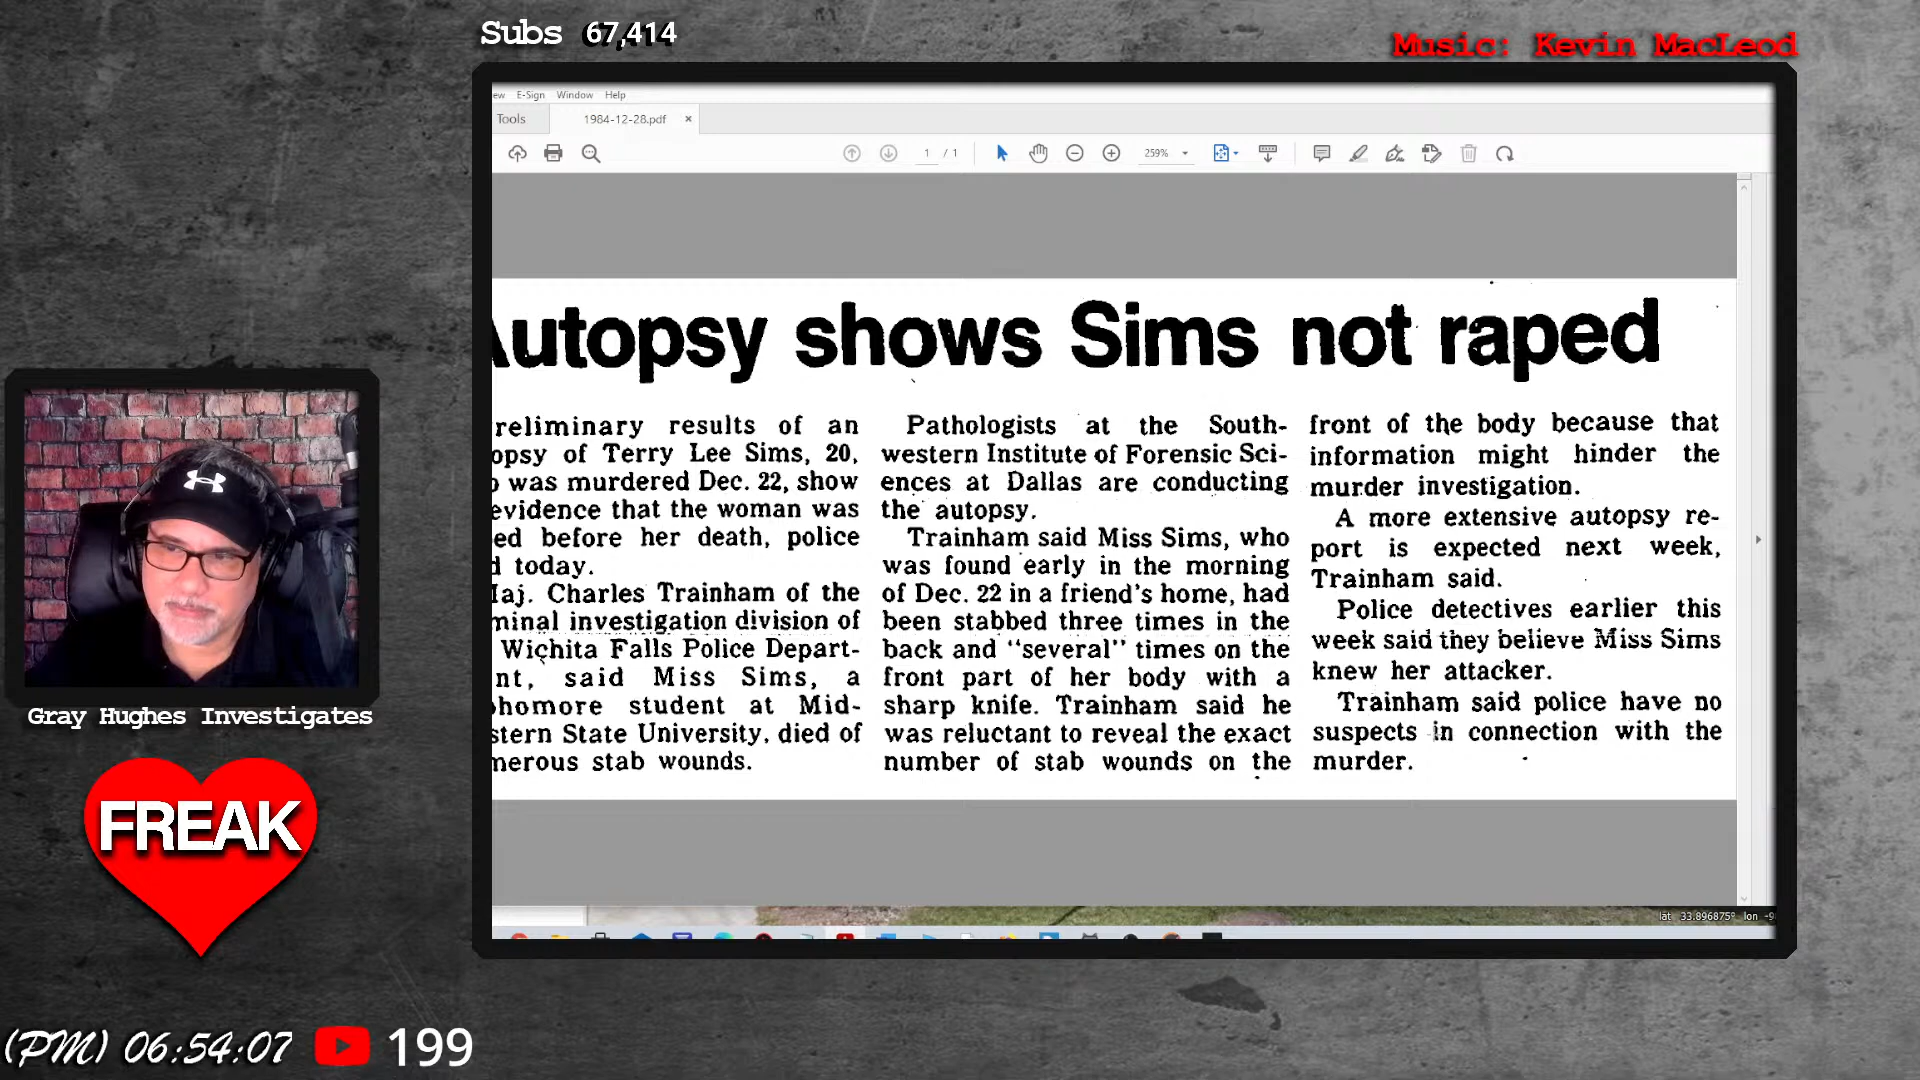 Subs 67,414
Music: Kevin MacLeod
ew E-Sign Window Help
Tools 1984-12-28.pdf ×
1 / 1 259%
Autopsy shows Sims not raped
reliminary results of an
opsy of Terry Lee Sims, 20,
o was murdered Dec. 22, show
evidence that the woman was
ed before her death, police
d today.
Maj. Charles Trainham of the
minal investigation division of
Wichita Falls Police Depart-
nt, said Miss Sims, a
phomore student at Mid-
stern State University, died of
merous stab wounds.
Pathologists at the South-
western Institute of Forensic Sci-
ences at Dallas are conducting
the autopsy.
Trainham said Miss Sims, who
was found early in the morning
of Dec. 22 in a friend's home, had
been stabbed three times in the
back and "several" times on the
front part of her body with a
sharp knife. Trainham said he
was reluctant to reveal the exact
number of stab wounds on the
front of the body because that
information might hinder the
murder investigation.
A more extensive autopsy re-
port is expected next week,
Trainham said.
Police detectives earlier this
week said they believe Miss Sims
knew her attacker.
Trainham said police have no
suspects in connection with the
murder.
lat 33.896875° lon -9
Gray Hughes Investigates
FREAK
(PM) 06:54:07 199